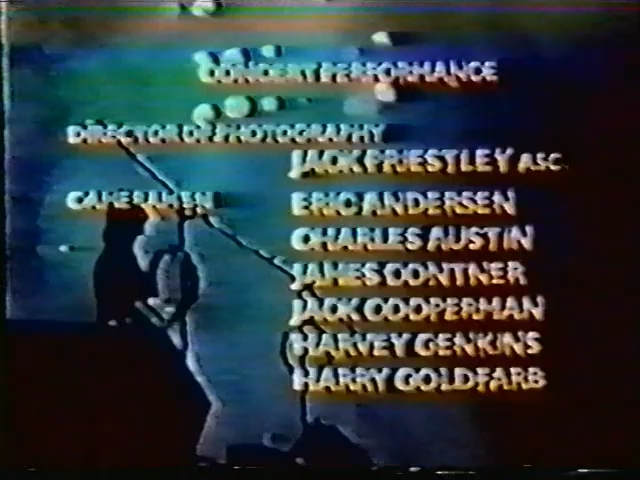 CONCERT PERFORMANCE
DIRECTOR OF PHOTOGRAPHY
JACK PRIESTLEY A.S.C.
CAMERAMEN
ERIC ANDERSEN
CHARLES AUSTIN
JAMES CONTNER
JACK COOPERMAN
HARVEY GENKINS
HARRY GOLDFARB